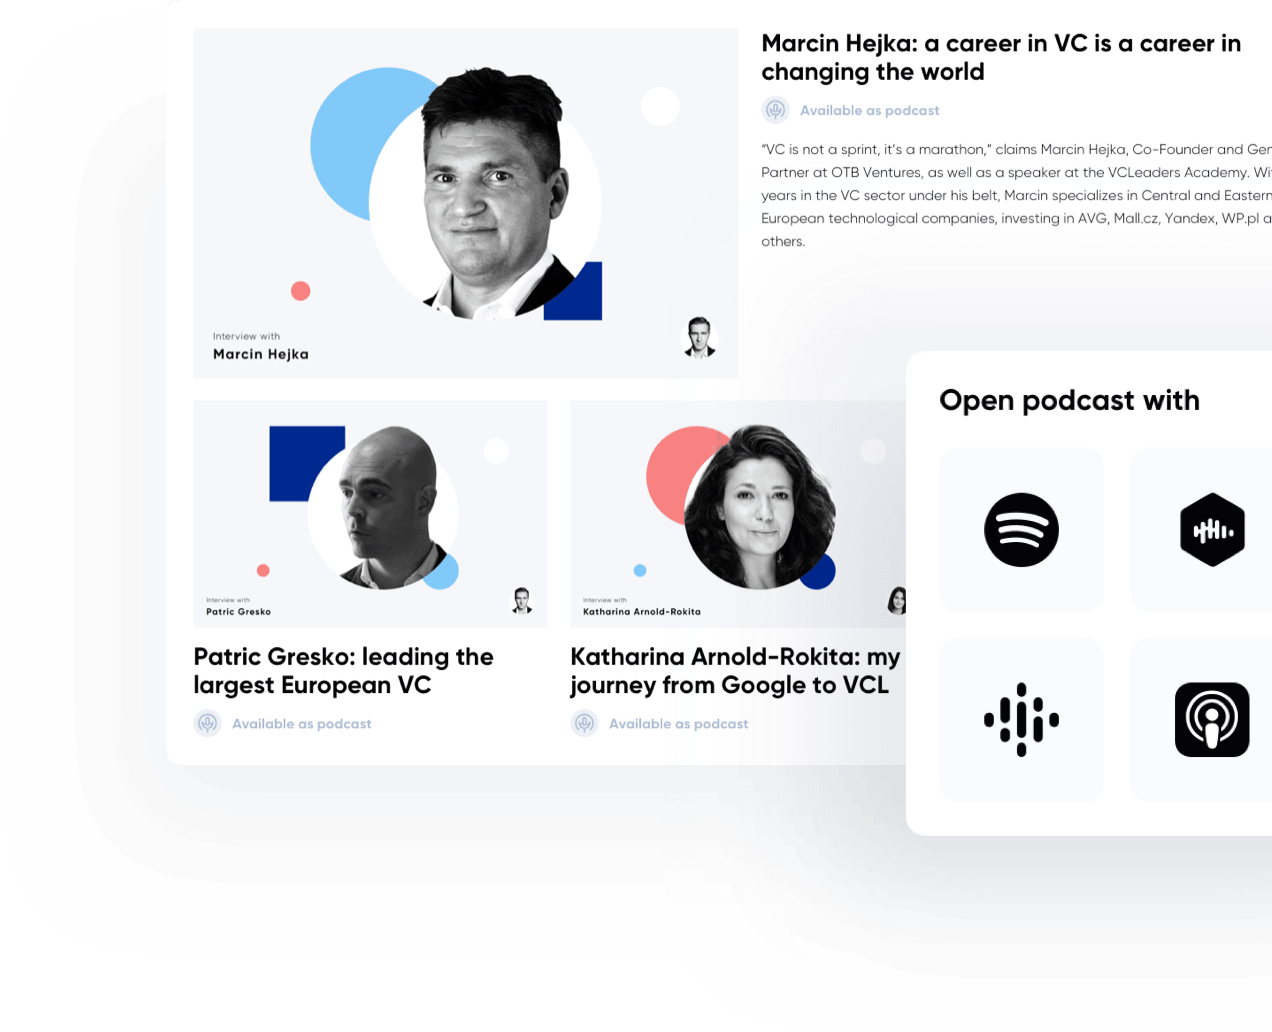 Marcin Hejka: a career in VC is a career in
changing the world
Available as podcast
“VC is not a sprint, it’s a marathon,” claims Marcin Hejka, Co-Founder and
Partner at OTB Ventures, as well as a speaker at the VCLeaders Academy.
years in the VC sector under his belt, Marcin specializes in Central and Eastern
European technological companies, investing in AVG, Mall.cz, Yandex, WP.pl
others.
Interview with
Marcin Hejka
Interview with
Patric Gresko
Patric Gresko: leading the
largest European VC
Available as podcast
Interview with
Katharina Arnold-Rokita
Katharina Arnold-Rokita: my
journey from Google to VCL
Available as podcast
Open podcast with